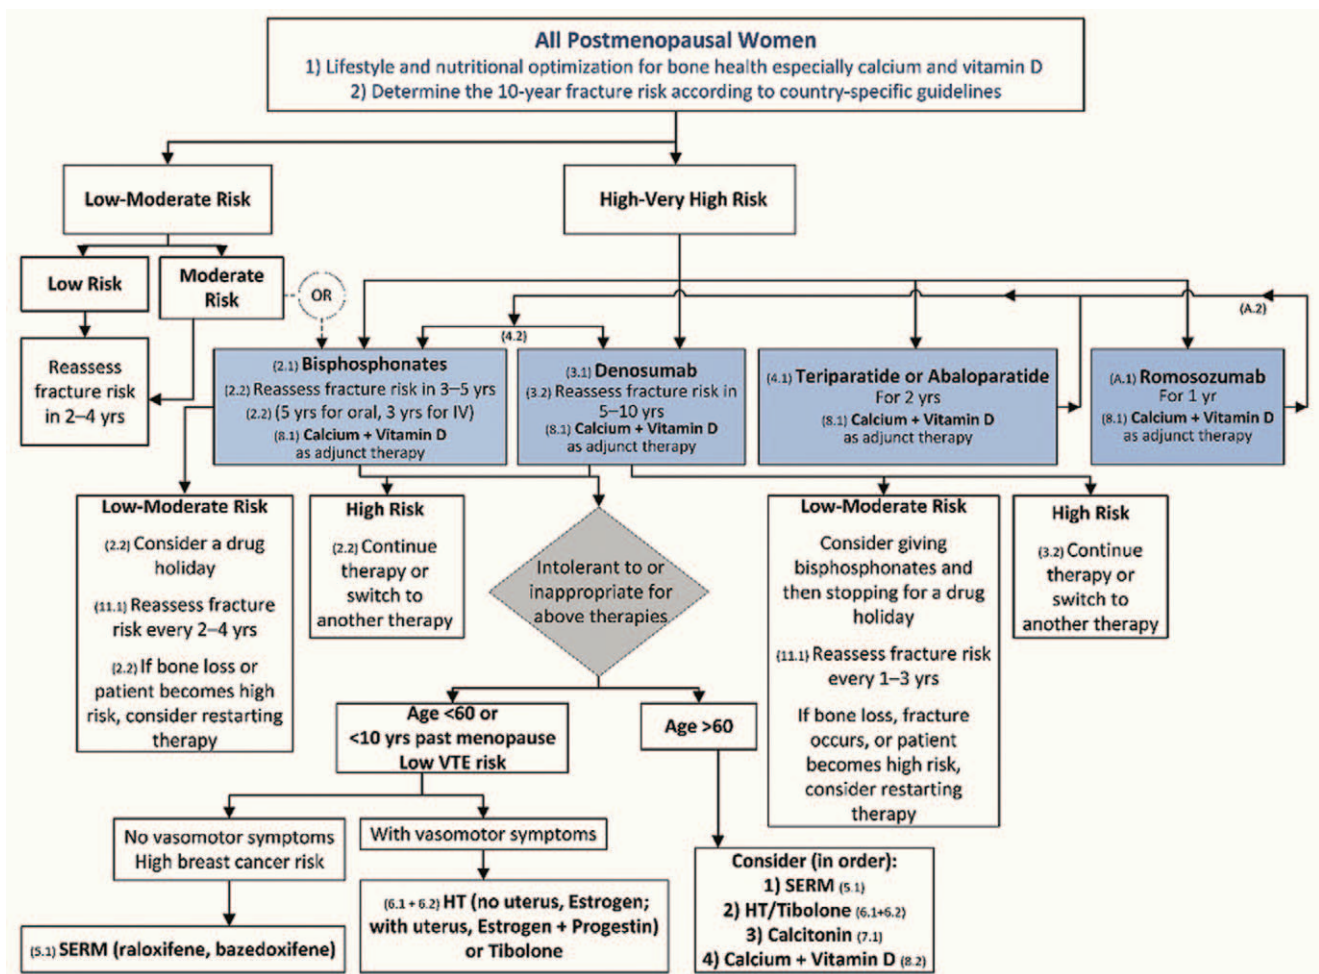 All Postmenopausal Women
1) Lifestyle and nutritional optimization for bone health especially calcium and vitamin D
2) Determine the 10-year fracture risk according to country-specific guidelines
Low-Moderate Risk
High-Very High Risk
Low Risk
Moderate
Risk
OR
(A.2)
(4.2)
Reassess
fracture risk
in 2–4 yrs
(2.1) Bisphosphonates
(2.2) Reassess fracture risk in 3–5 yrs
(2.2) (5 yrs for oral, 3 yrs for IV)
(8.1) Calcium + Vitamin D
as adjunct therapy
(3.1) Denosumab
(3.2) Reassess fracture risk in
5–10 yrs
(8.1) Calcium + Vitamin D
as adjunct therapy
(4.1) Teriparatide or Abaloparatide
For 2 yrs
(8.1) Calcium + Vitamin D
as adjunct therapy
(A.1) Romosozumab
For 1 yr
(8.1) Calcium + Vitamin D
as adjunct therapy
Low-Moderate Risk
(2.2) Consider a drug
holiday
(11.1) Reassess fracture
risk every 2–4 yrs
(2.2) If bone loss or
patient becomes high
risk, consider restarting
therapy
High Risk
(2.2) Continue
therapy or
switch to
another therapy
Intolerant to or
inappropriate for
above therapies
Low-Moderate Risk
Consider giving
bisphosphonates and
then stopping for a drug
holiday
(11.1) Reassess fracture risk
every 1–3 yrs
If bone loss, fracture
occurs, or patient
becomes high risk,
consider restarting
therapy
High Risk
(3.2) Continue
therapy or
switch to
another therapy
Age <60 or
<10 yrs past menopause
Low VTE risk
Age >60
No vasomotor symptoms
High breast cancer risk
With vasomotor symptoms
(5.1) SERM (raloxifene, bazedoxifene)
(6.1 + 6.2) HT (no uterus, Estrogen;
with uterus, Estrogen + Progestin)
or Tibolone
Consider (in order):
1) SERM (5.1)
2) HT/Tibolone (6.1+6.2)
3) Calcitonin (7.1)
4) Calcium + Vitamin D (8.2)